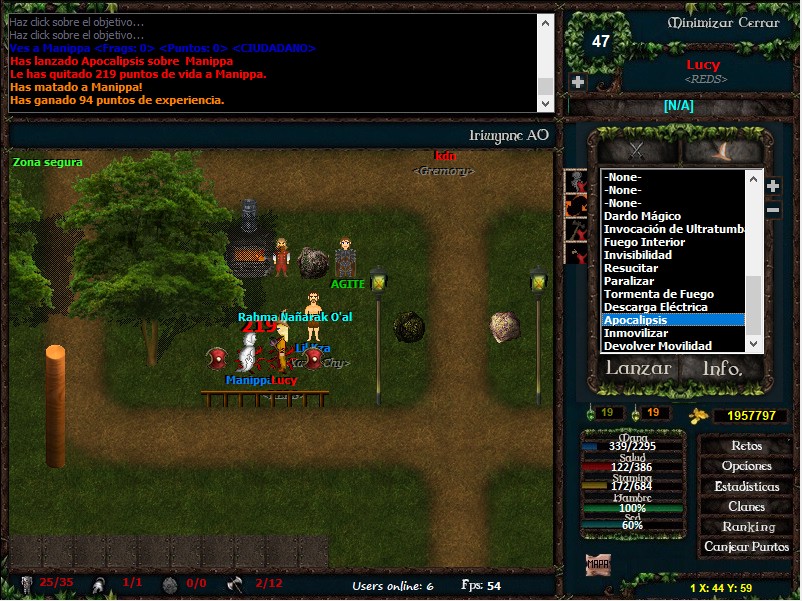 Haz click sobre el objetivo...
Haz click sobre el objetivo...
Ves a Manippa <Frags: 0> <Puntos: 0> <CIUDADANO>
Has lanzado Apocalipsis sobre Manippa
Le has quitado 219 puntos de vida a Manippa.
Has matado a Manippa!
Has ganado 94 puntos de experiencia.
Minimizar Cerrar
47
Lucy
<REDS>
[N/A]
Iriwynne AO
Zona segura
kdn
<Gremory>
AGITE
Rahma Ñañarak O'al
219
Manippa
Lucy
-None-
-None-
-None-
Dardo Mágico
Invocación de Ultratumb
Fuego Interior
Invisibilidad
Resucitar
Paralizar
Tormenta de Fuego
Descarga Eléctrica
Apocalipsis
Inmovilizar
Devolver Movilidad
Lanzar
Info.
19
19
1957797
Mana
339/2295
Salud
122/386
Stamina
172/684
Hambre
100%
Sed
60%
Retos
Opciones
Estadisticas
Clanes
Ranking
Canjear Puntos
MAPA
25/35
1/1
0/0
2/12
Users online: 6
Fps: 54
1 X: 44 Y: 59